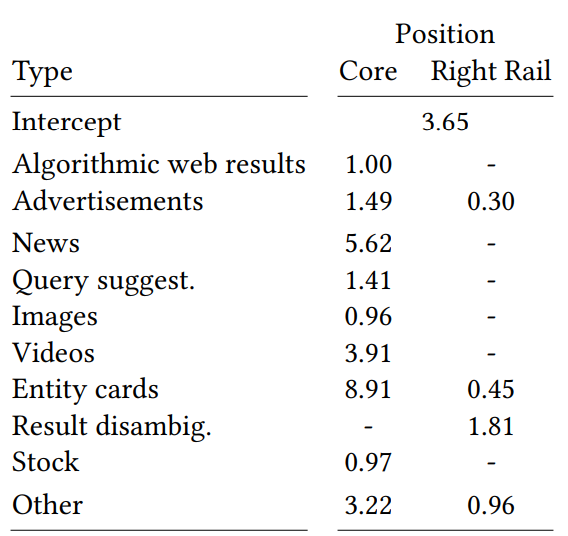 Position
Type Core Right Rail
Intercept 3.65
Algorithmic web results 1.00 -
Advertisements 1.49 0.30
News 5.62 -
Query suggest. 1.41 -
Images 0.96 -
Videos 3.91 -
Entity cards 8.91 0.45
Result disambig. - 1.81
Stock 0.97 -
Other 3.22 0.96